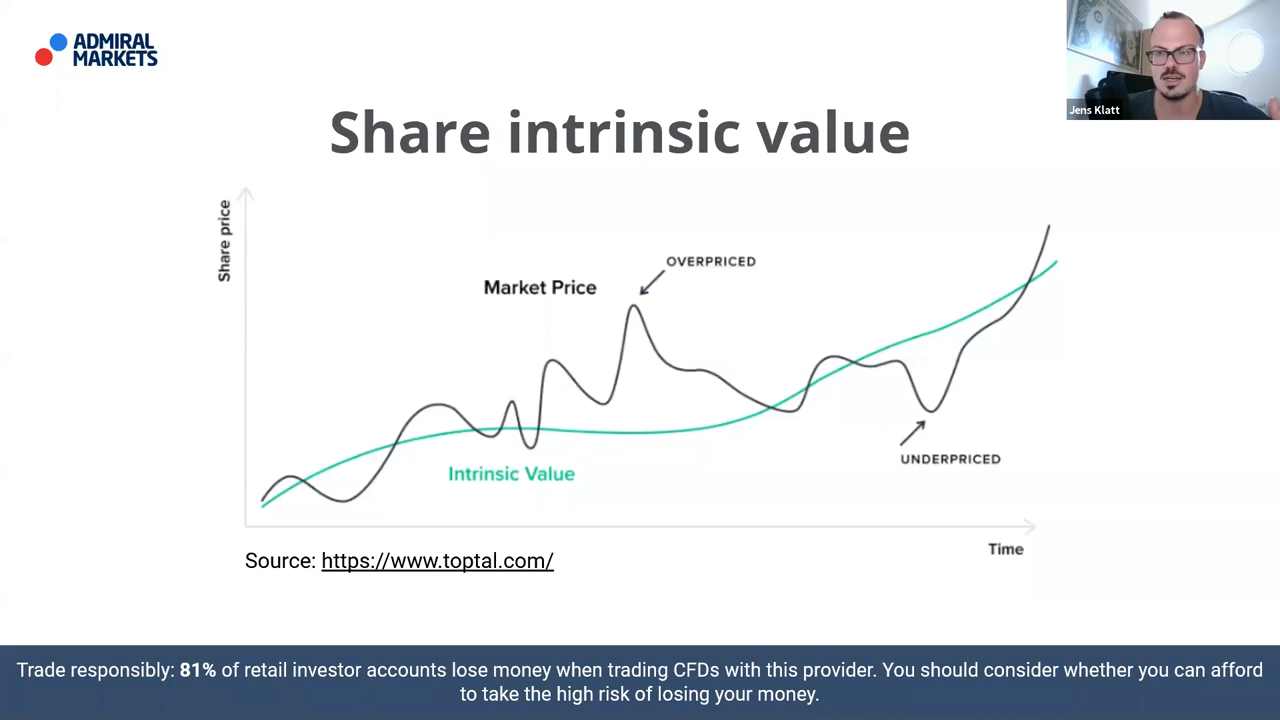 ADMIRAL
MARKETS
Jens Klatt
Share intrinsic value
Share price
OVERPRICED
Market Price
UNDERPRICED
Intrinsic Value
Time
Source: https://www.toptal.com/
Trade responsibly: 81% of retail investor accounts lose money when trading CFDs with this provider. You should consider whether you can afford
to take the high risk of losing your money.